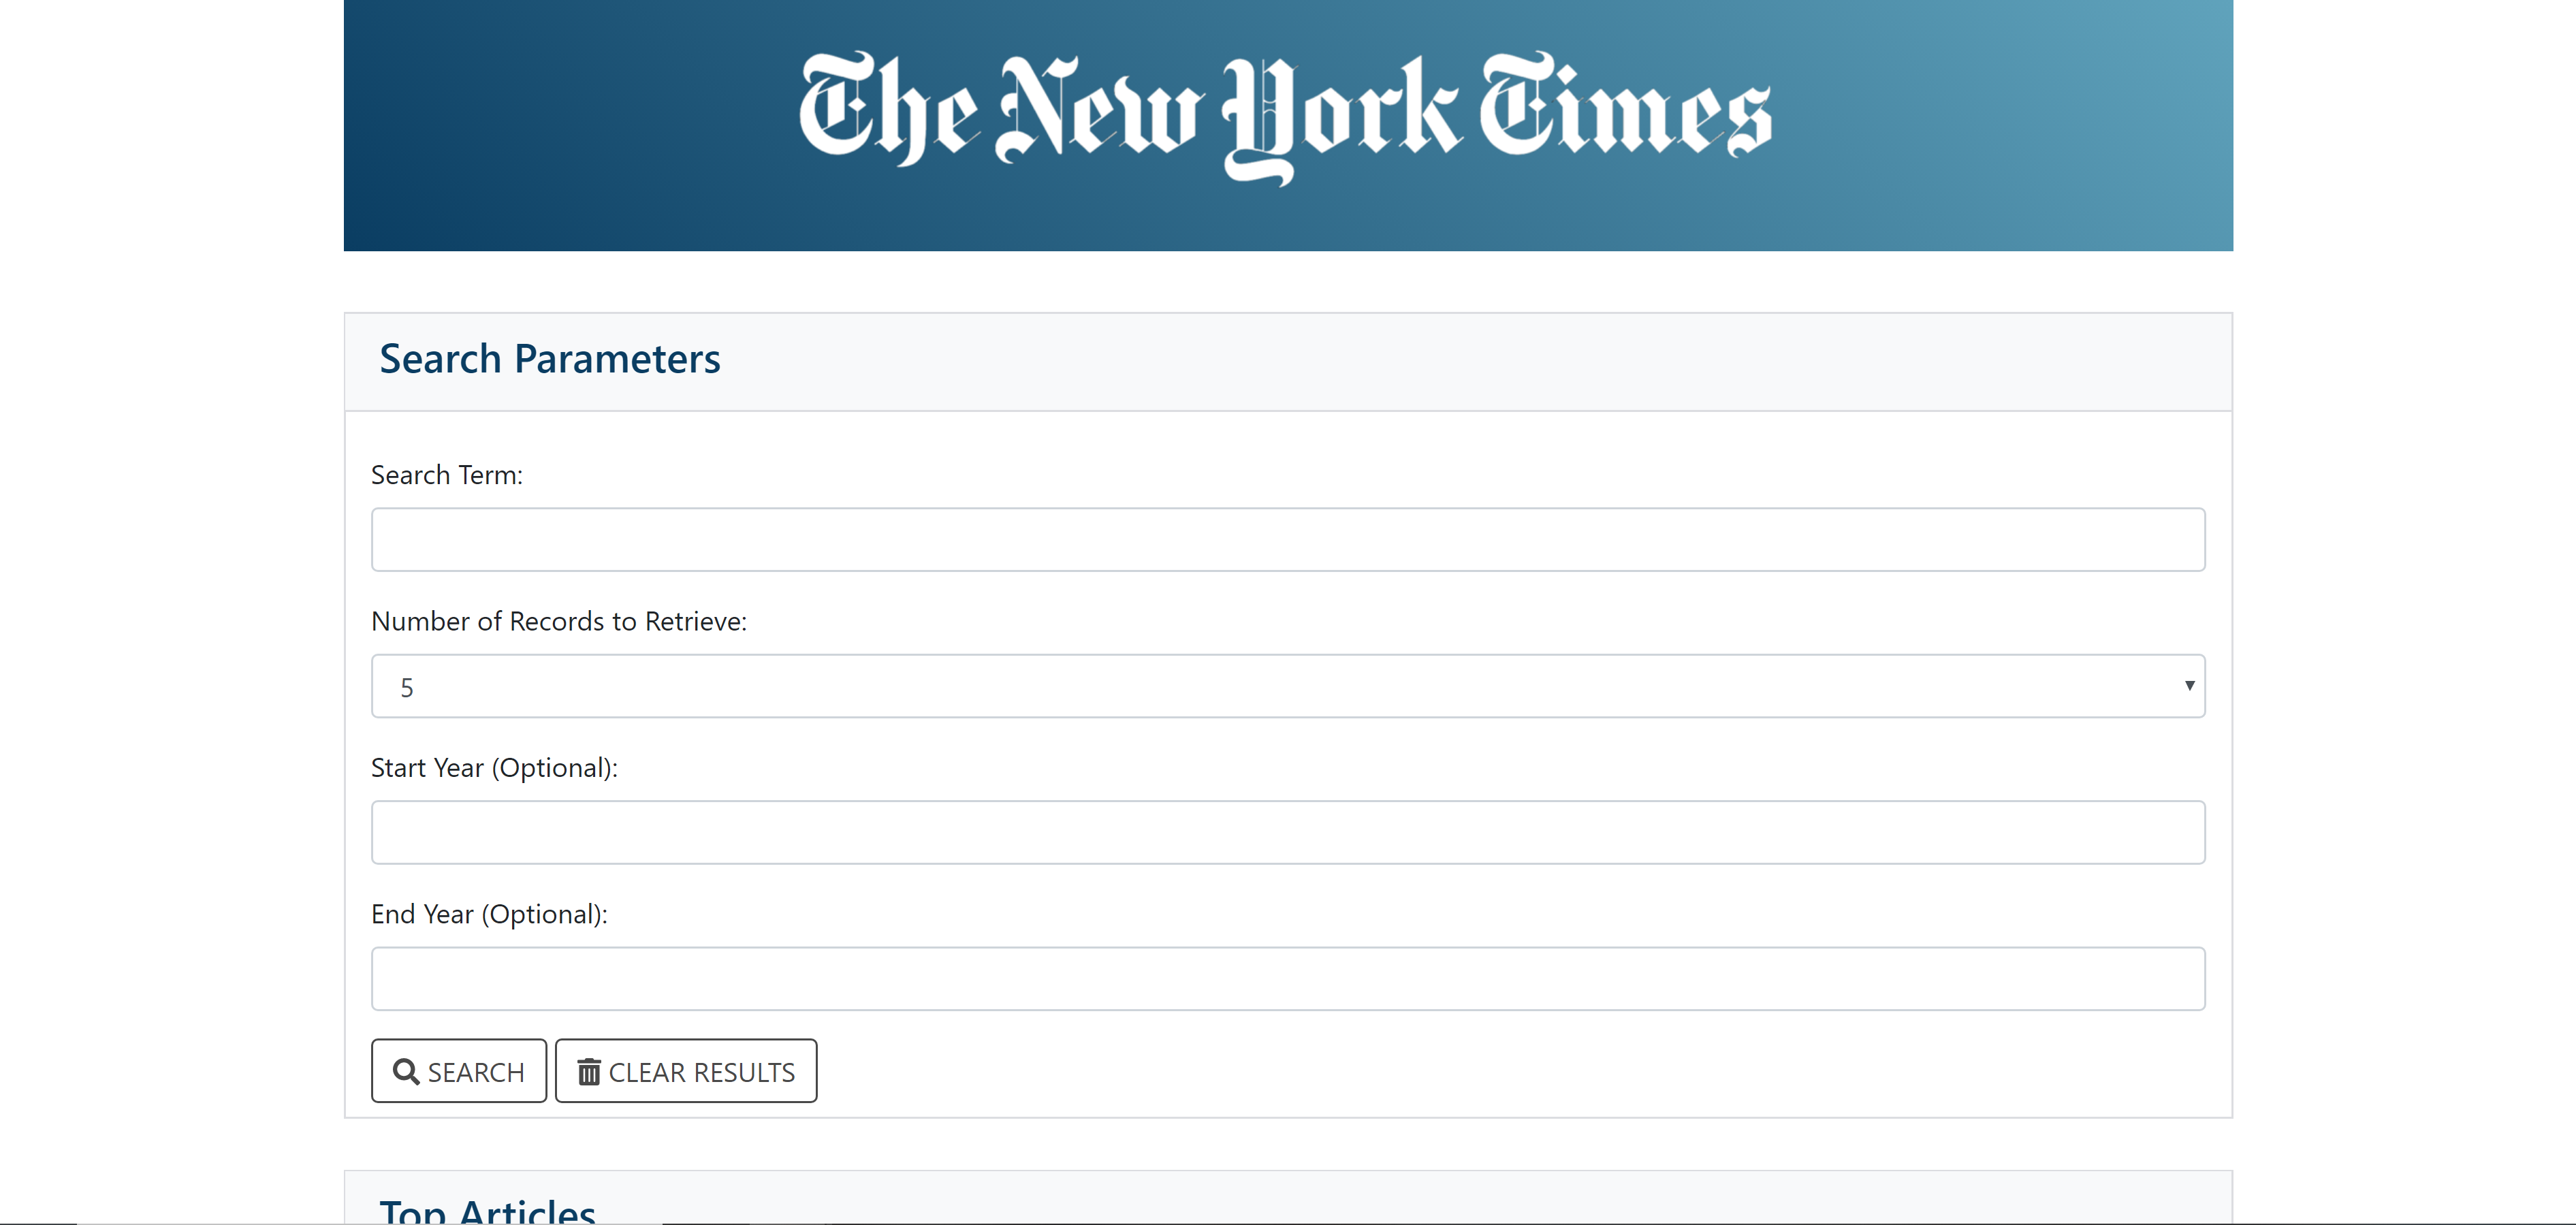 The New York Times
Search Parameters
Search Term:
Number of Records to Retrieve:
5
Start Year (Optional):
End Year (Optional):
SEARCH CLEAR RESULTS
Top Articles